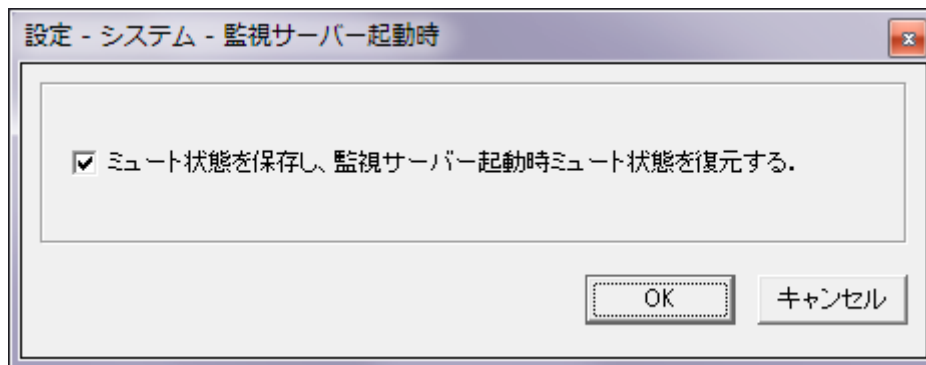 設定 - システム - 監視サーバー起動時
ミュート状態を保存し、監視サーバー起動時ミュート状態を復元する.
OK
キャンセル